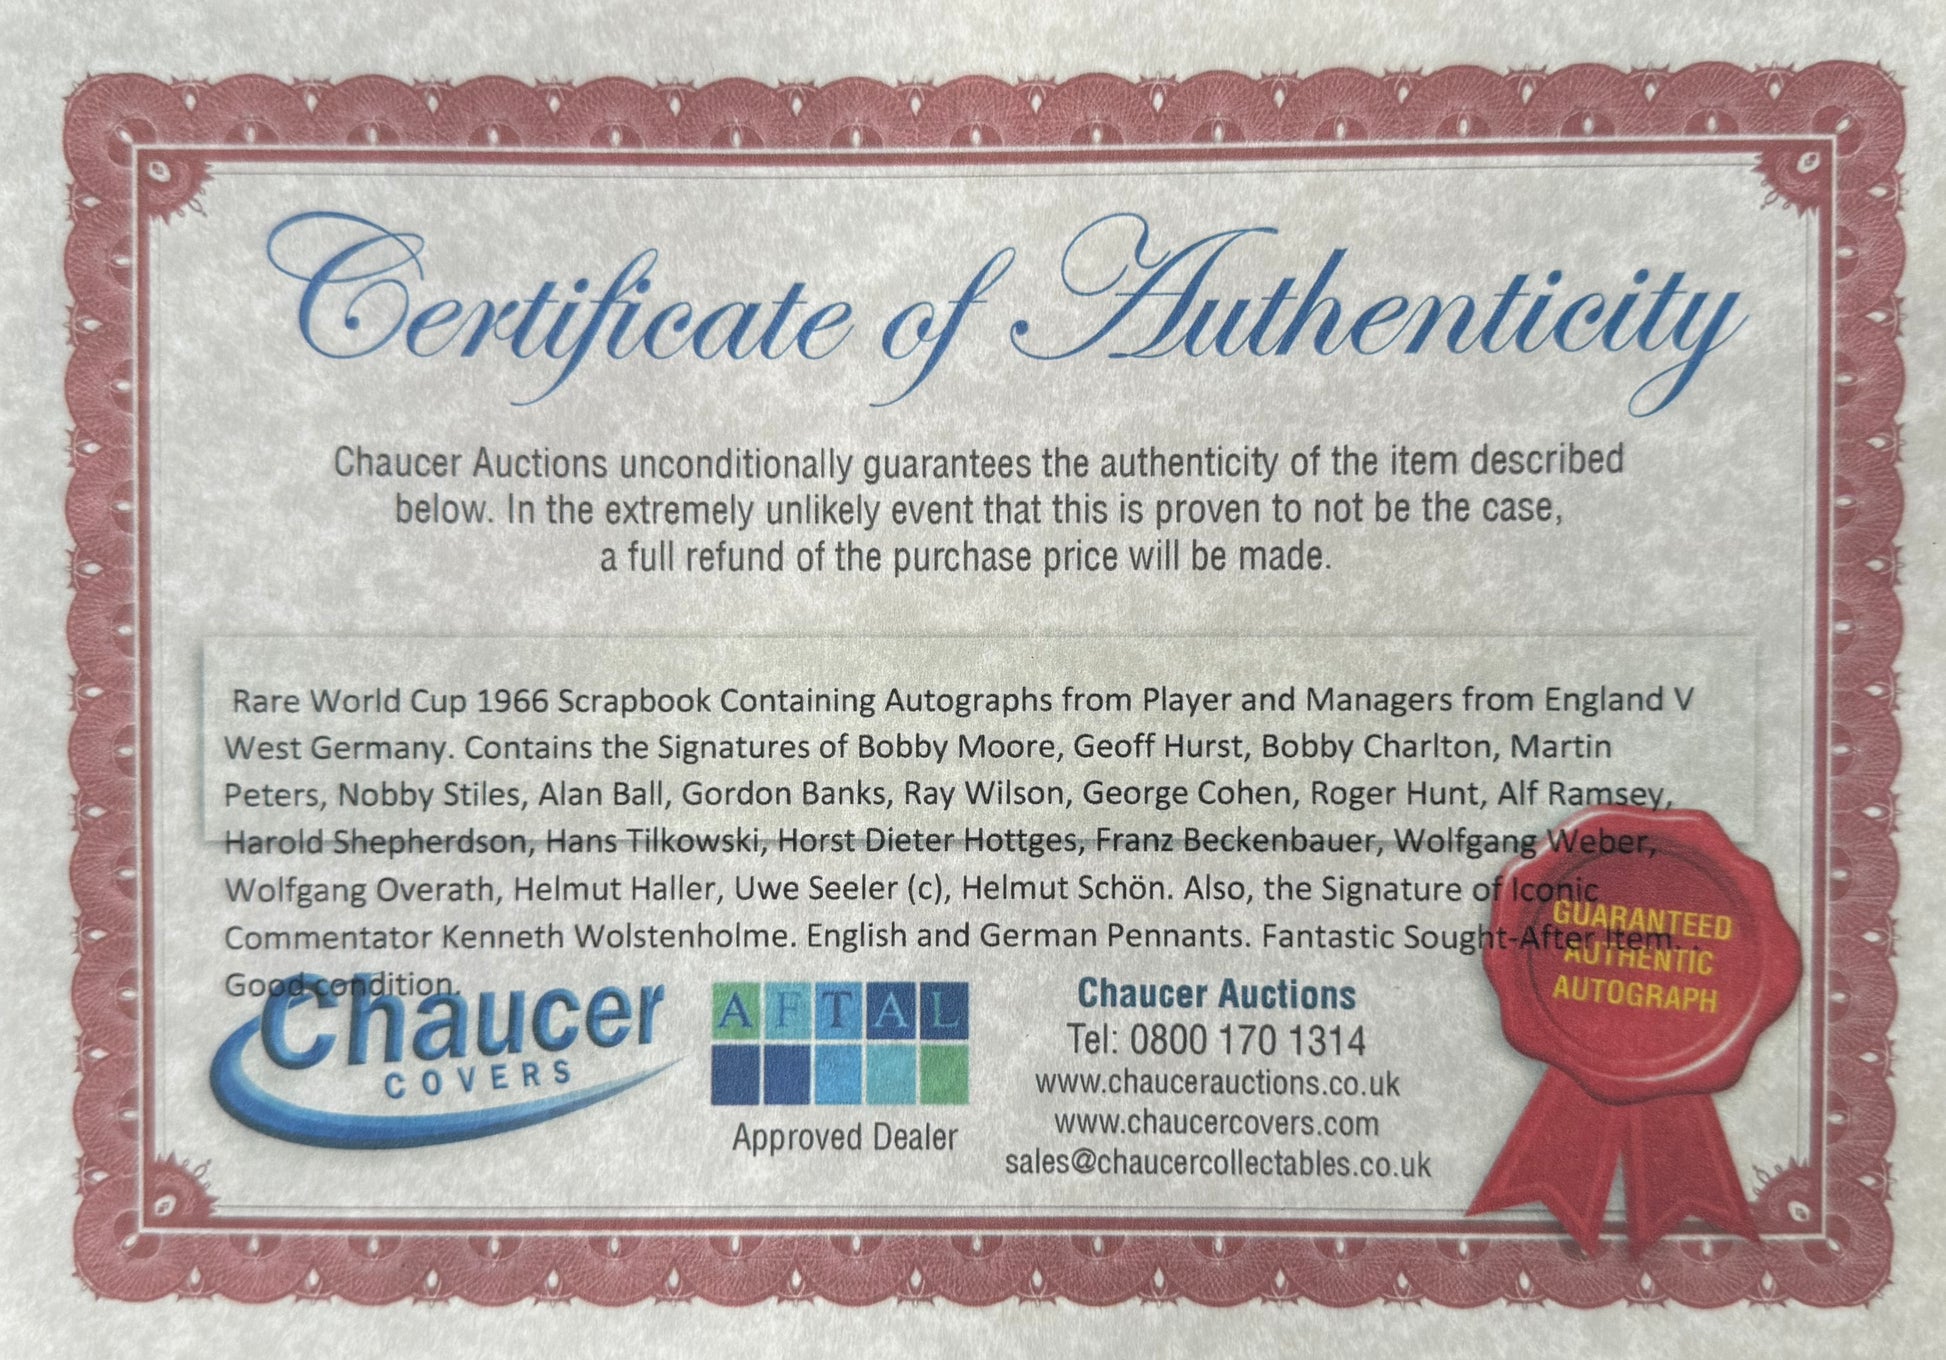 Certificate of Authenticity
Chaucer Auctions unconditionally guarantees the authenticity of the item described
below. In the extremely unlikely event that this is proven to not be the case,
a full refund of the purchase price will be made.
Rare World Cup 1966 Scrapbook Containing Autographs from Player and Managers from England V
West Germany. Contains the Signatures of Bobby Moore, Geoff Hurst, Bobby Charlton, Martin
Peters, Nobby Stiles, Alan Ball, Gordon Banks, Ray Wilson, George Cohen, Roger Hunt, Alf Ramsey,
Harold Shepherdson, Hans Tilkowski, Horst Dieter Hottges, Franz Beckenbauer, Wolfgang Weber,
Wolfgang Overath, Helmut Haller, Uwe Seeler (c), Helmut Schön. Also, the Signature of Iconic
Commentator Kenneth Wolstenholme. English and German Pennants. Fantastic Sought-After Item. .
Good condition.
Chaucer
COVERS
AFTAL
Approved Dealer
Chaucer Auctions
Tel: 0800 170 1314
www.chaucerauctions.co.uk
www.chaucercovers.com
sales@chaucercollectables.co.uk
GUARANTEED
AUTHENTIC
AUTOGRAPH